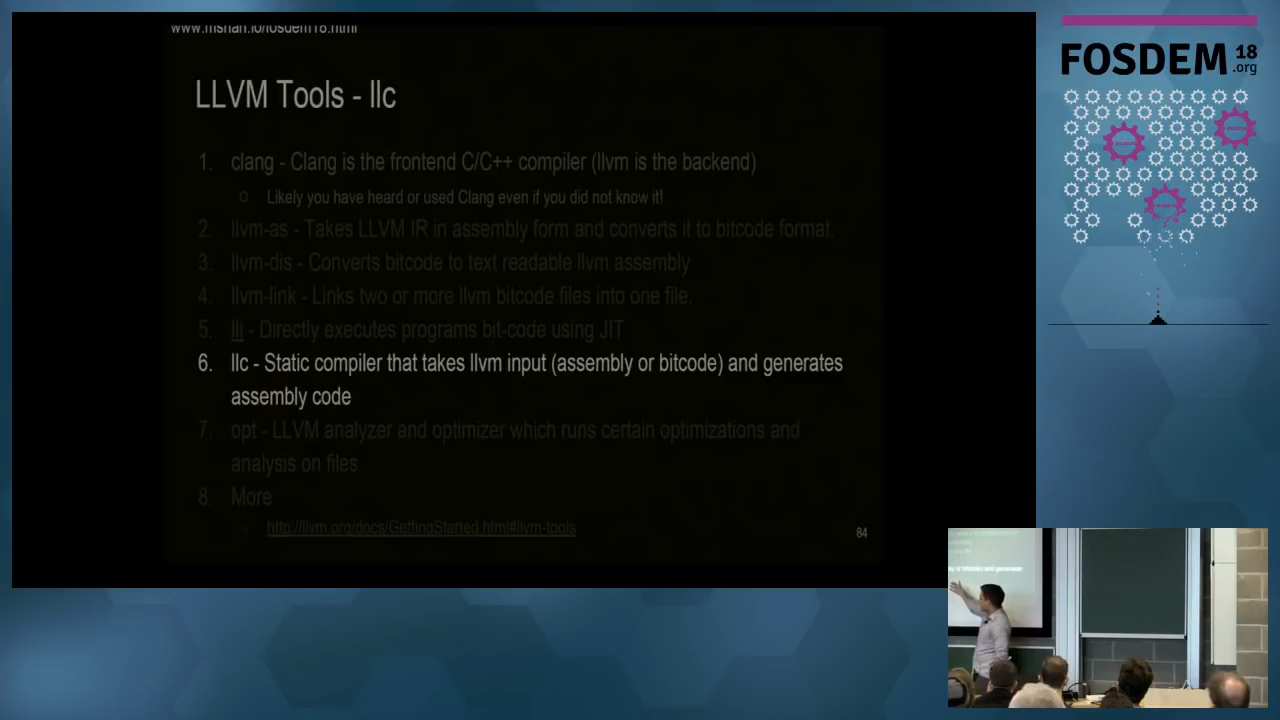 www.mshah.io/fosdem18.html
LLVM Tools - llc
1. clang - Clang is the frontend C/C++ compiler (llvm is the backend)
○ Likely you have heard or used Clang even if you did not know it!
2. llvm-as - Takes LLVM IR in assembly form and converts it to bitcode format.
3. llvm-dis - Converts bitcode to text readable llvm assembly
4. llvm-link - Links two or more llvm bitcode files into one file.
5. lli - Directly executes programs bit-code using JIT
6. llc - Static compiler that takes llvm input (assembly or bitcode) and generates
assembly code
7. opt - LLVM analyzer and optimizer which runs certain optimizations and
analysis on files
8. More
http://llvm.org/docs/GettingStarted.html#llvm-tools
84
FOSDEM 18
.org